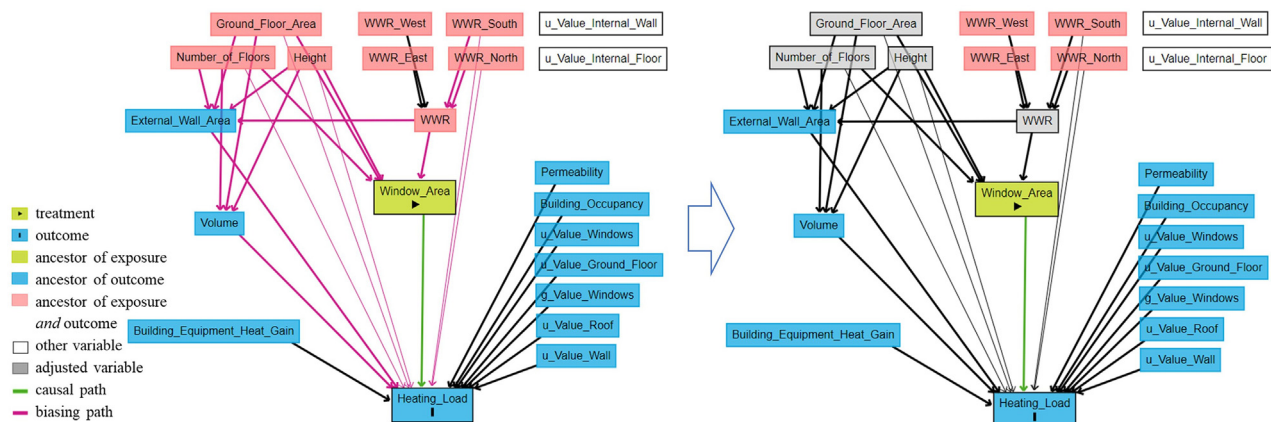 Ground_Floor_Area
WWR_West
WWR_South
u_Value_Internal_Wall
Number_of_Floors
Height
WWR_East
WWR_North
u_Value_Internal_Floor
External_Wall_Area
WWR
Permeability
Window_Area
Building_Occupancy
Volume
u_Value_Windows
u_Value_Ground_Floor
g_Value_Windows
Building_Equipment_Heat_Gain
u_Value_Roof
u_Value_Wall
Heating_Load
treatment
outcome
ancestor of exposure
ancestor of outcome
ancestor of exposure
and outcome
other variable
adjusted variable
causal path
biasing path
Ground_Floor_Area
WWR_West
WWR_South
u_Value_Internal_Wall
Number_of_Floors
Height
WWR_East
WWR_North
u_Value_Internal_Floor
External_Wall_Area
WWR
Permeability
Window_Area
Building_Occupancy
Volume
u_Value_Windows
u_Value_Ground_Floor
g_Value_Windows
Building_Equipment_Heat_Gain
u_Value_Roof
u_Value_Wall
Heating_Load